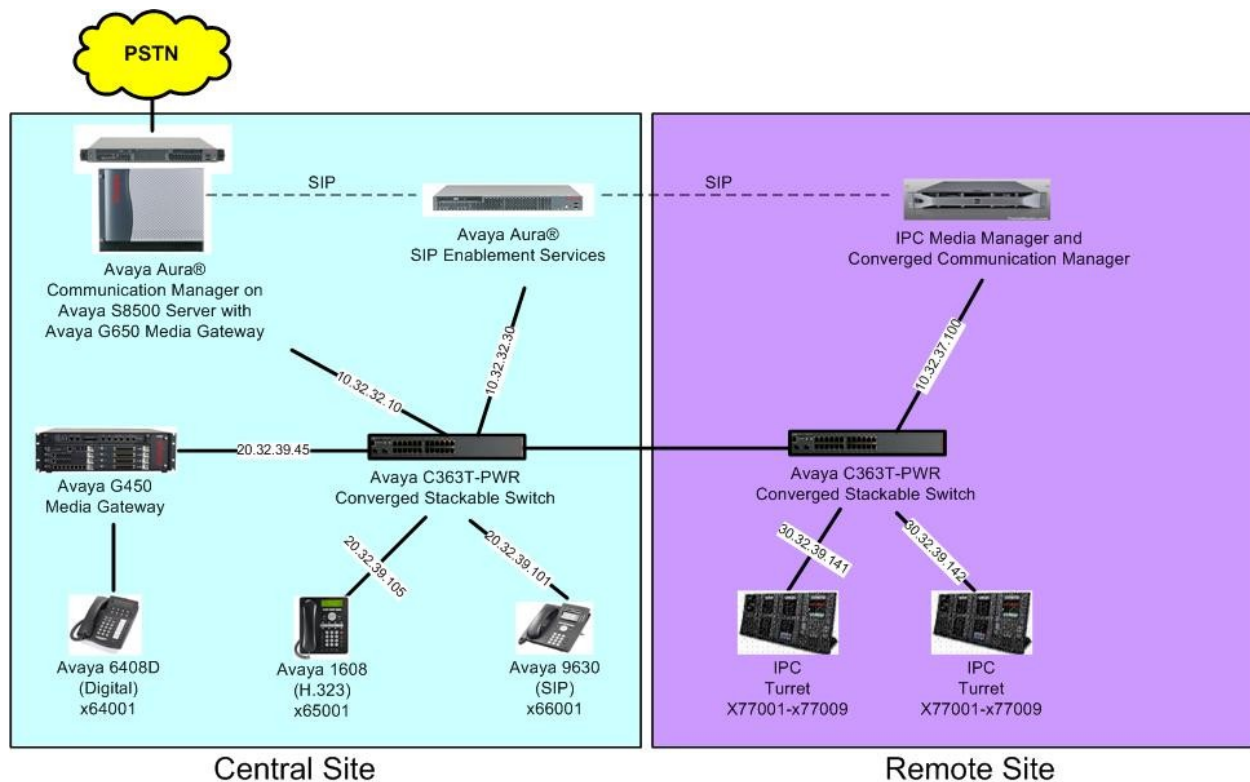 PSTN
SIP
SIP
Avaya Aura®
Communication Manager on
Avaya S8500 Server with
Avaya G650 Media Gateway
Avaya Aura®
SIP Enablement Services
IPC Media Manager and
Converged Communication Manager
10.32.32.10
10.32.32.30
10.32.37.100
20.32.39.45
Avaya G450
Media Gateway
Avaya C363T-PWR
Converged Stackable Switch
Avaya C363T-PWR
Converged Stackable Switch
20.32.39.105
20.32.39.101
30.32.39.141
30.32.39.142
Avaya 6408D
(Digital)
x64001
Avaya 1608
(H.323)
x65001
Avaya 9630
(SIP)
x66001
IPC
Turret
X77001-x77009
IPC
Turret
X77001-x77009
Central Site
Remote Site